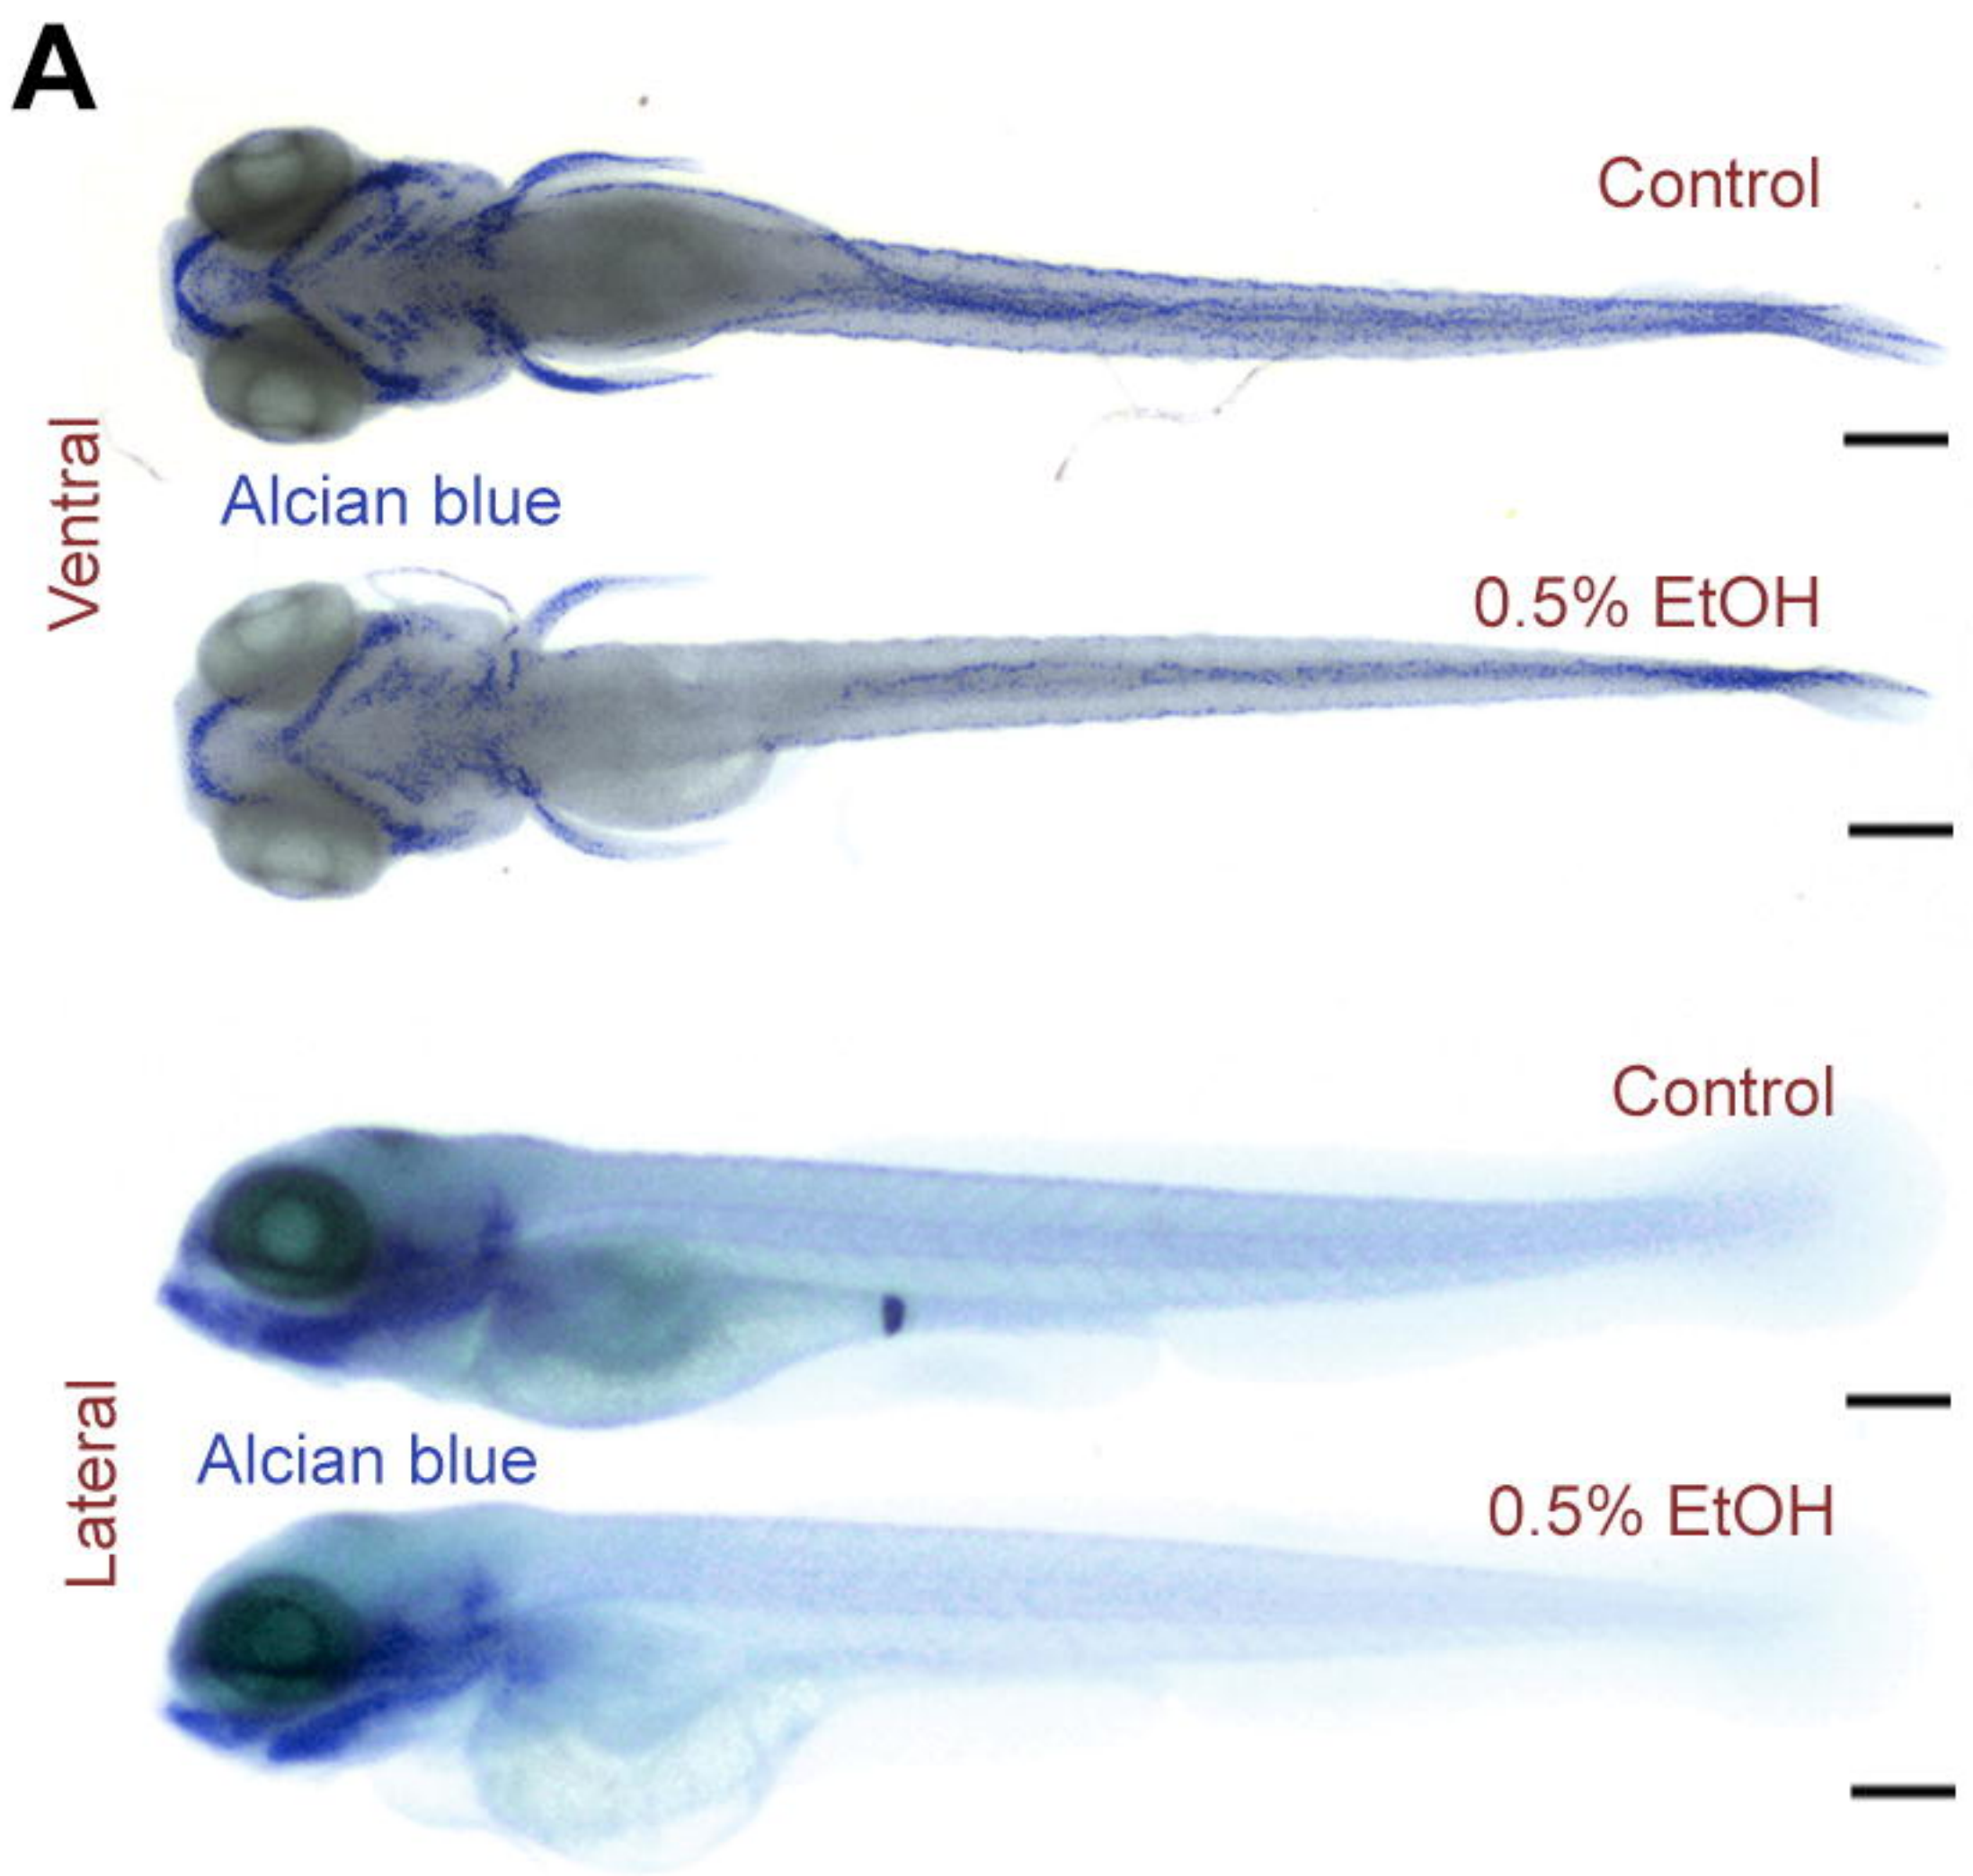 A
Control
Ventral
Alcian blue
0.5% EtOH
Control
Lateral
Alcian blue
0.5% EtOH